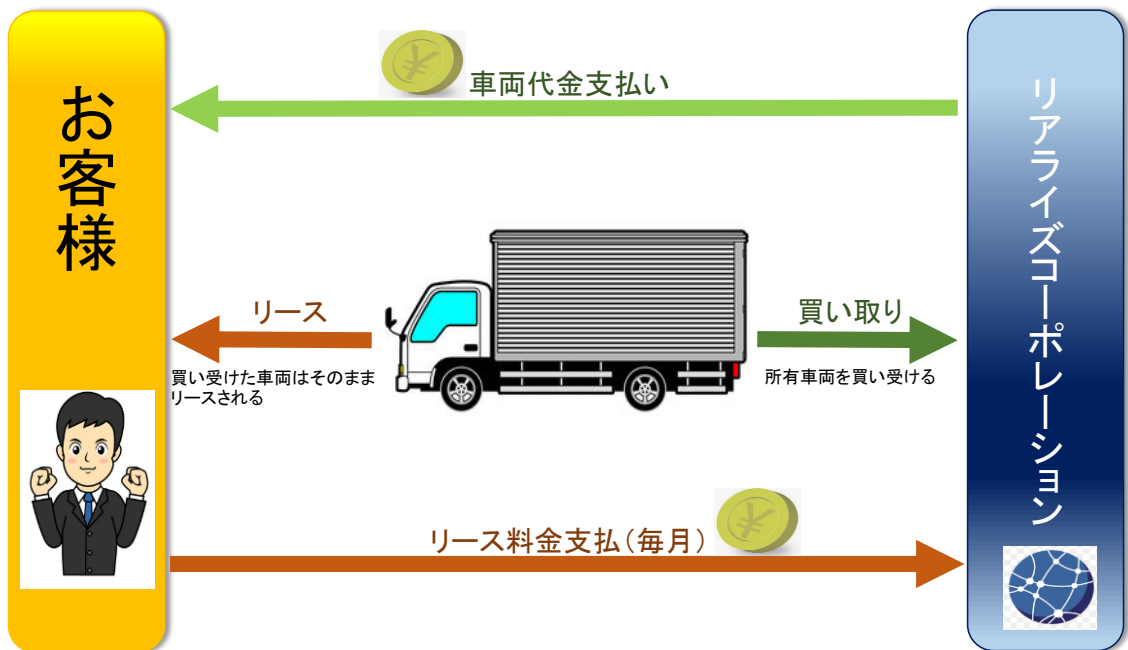 お客様
車両代金支払い
リアライズコーポレーション
リース
買い受けた車両はそのまま
リースされる
買い取り
所有車両を買い受ける
リース料金支払（毎月）